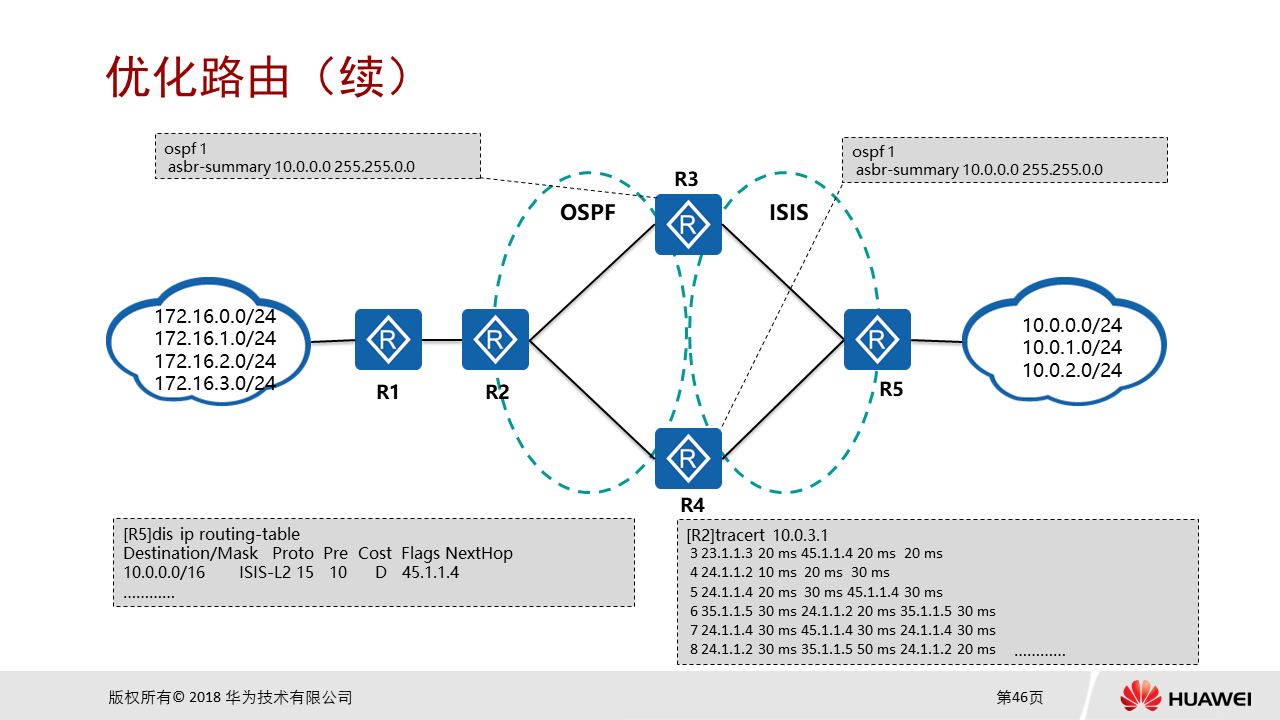 优化路由（续）
ospf 1
asbr-summary 10.0.0.0 255.255.0.0
ospf 1
asbr-summary 10.0.0.0 255.255.0.0
R3
OSPF
ISIS
172.16.0.0/24
172.16.1.0/24
172.16.2.0/24
172.16.3.0/24
R
R
R
R
R
10.0.0.0/24
10.0.1.0/24
10.0.2.0/24
R1
R2
R5
R4
[R5]dis ip routing-table
Destination/Mask Proto Pre Cost Flags NextHop
10.0.0.0/16 ISIS-L2 15 10 D 45.1.1.4
............
[R2]tracert 10.0.3.1
3 23.1.1.3 20 ms 45.1.1.4 20 ms 20 ms
4 24.1.1.2 10 ms 20 ms 30 ms
5 24.1.1.4 20 ms 30 ms 45.1.1.4 30 ms
6 35.1.1.5 30 ms 24.1.1.2 20 ms 35.1.1.5 30 ms
7 24.1.1.4 30 ms 45.1.1.4 30 ms 24.1.1.4 30 ms
8 24.1.1.2 30 ms 35.1.1.5 50 ms 24.1.1.2 20 ms ............
版权所有© 2018 华为技术有限公司
第46页
HUAWEI